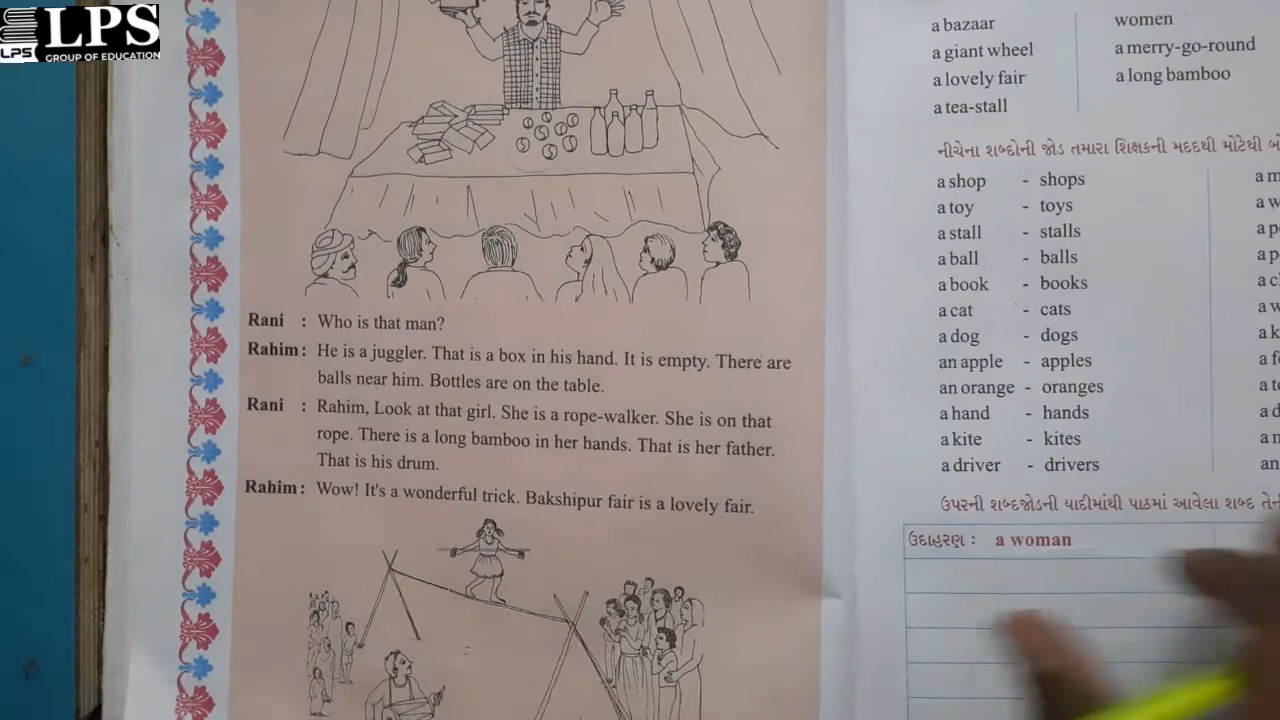 LPS
LPS
GROUP OF EDUCATION
Rani : Who is that man?
Rahim : He is a juggler. That is a box in his hand. It is empty. There are
balls near him. Bottles are on the table.
Rani : Rahim, Look at that girl. She is a rope-walker. She is on that
rope. There is a long bamboo in her hands. That is her father.
That is his drum.
Rahim : Wow! It's a wonderful trick. Bakshipur fair is a lovely fair.
a bazaar women
a giant wheel a merry-go-round
a lovely fair a long bamboo
a tea-stall
નીચેના શબ્દોની જોડ તમારા શિક્ષકની મદદથી મોટેથી
a shop - shops
a toy - toys
a stall - stalls
a ball - balls
a book - books
a cat - cats
a dog - dogs
an apple - apples
an orange - oranges
a hand - hands
a kite - kites
a driver - drivers
ઉપરની શબ્દજોડની યાદીમાંથી પાઠમાં આવેલા શબ્દ
ઉદાહરણ : a woman